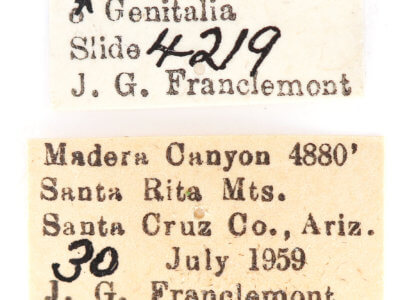 ♂ Genitalia
Slide 4219
J. G. Franclemont
Madera Canyon 4880'
Santa Rita Mts.
Santa Cruz Co., Ariz.
30 July 1959
J. G. Franclemont